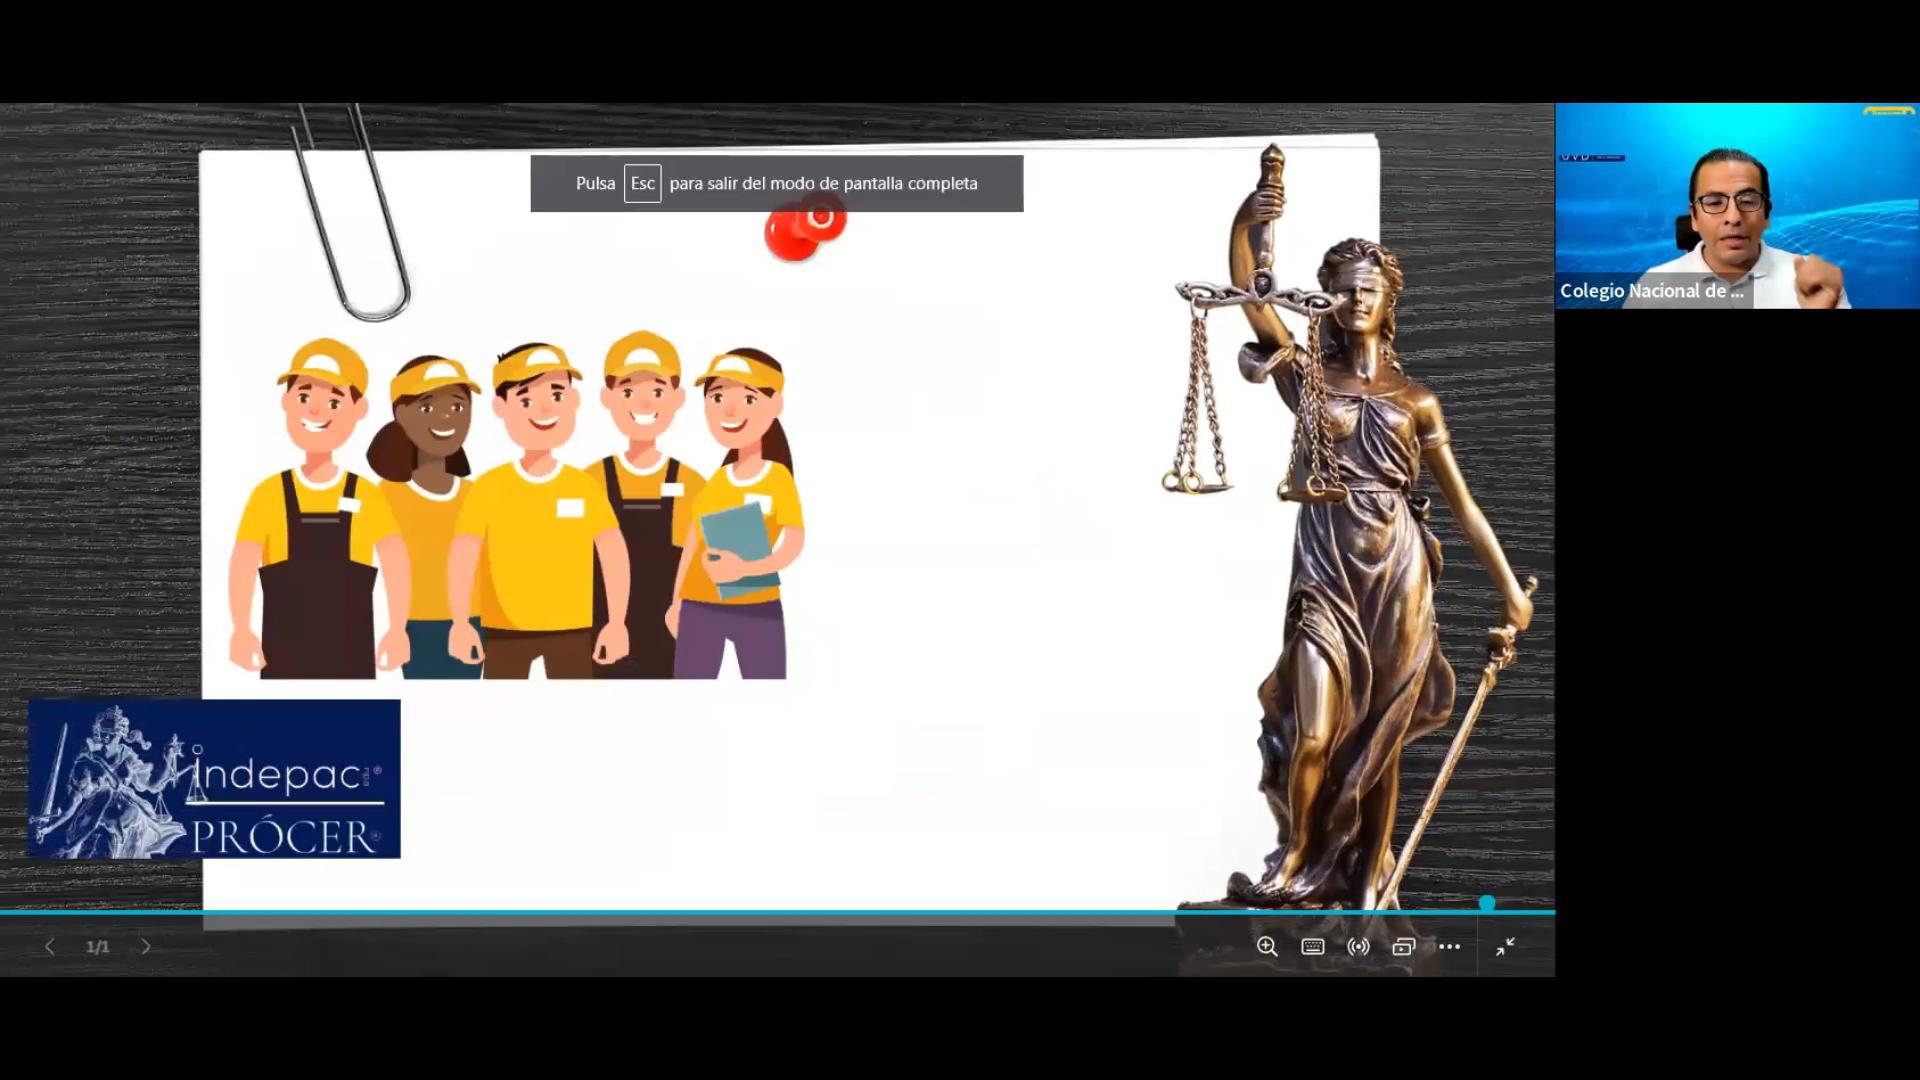 Pulsa Esc para salir del modo de pantalla completa
Colegio Nacional de ...
indepac
PRÓCER
1/1